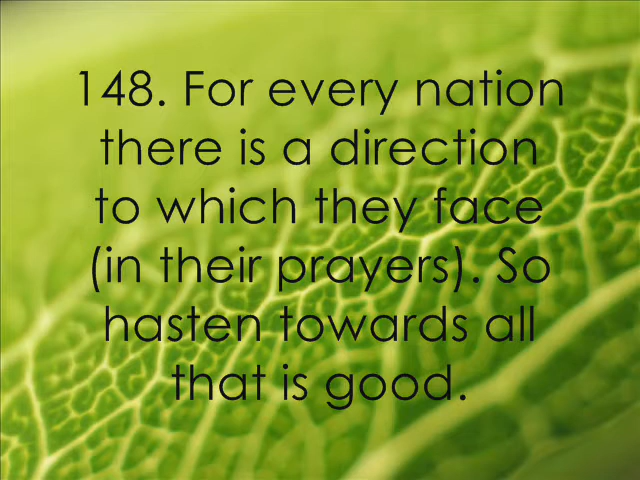 148. For every nation
there is a direction
to which they face
(in their prayers). So
hasten towards all
that is good.